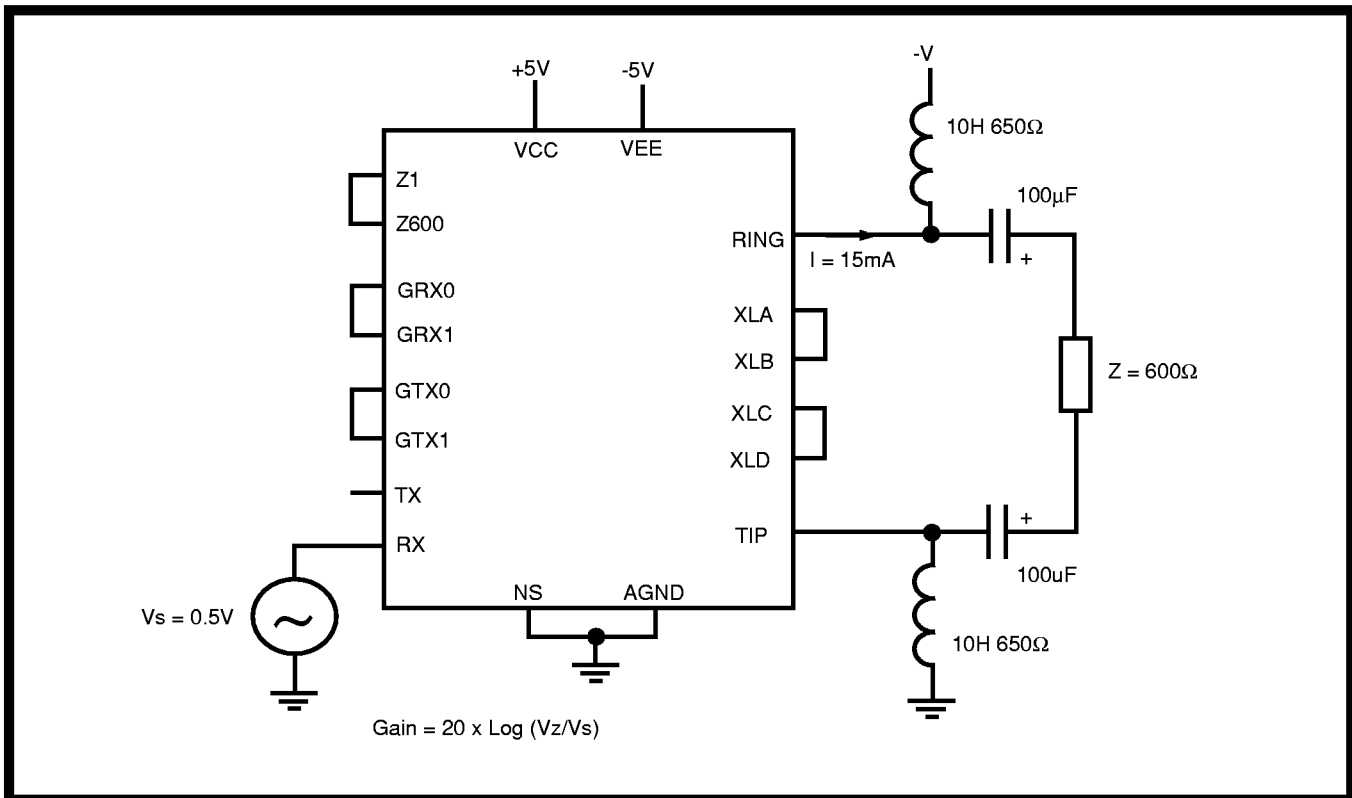 +5V
-5V
-V
10H 650Ω
VCC
VEE
Z1
Z600
100μF
+
RING
I = 15mA
GRX0
GRX1
XLA
XLB
Z = 600Ω
GTX0
GTX1
XLC
XLD
TX
RX
TIP
+
100uF
NS
AGND
Vs = 0.5V
10H 650Ω
Gain = 20 x Log (Vz/Vs)